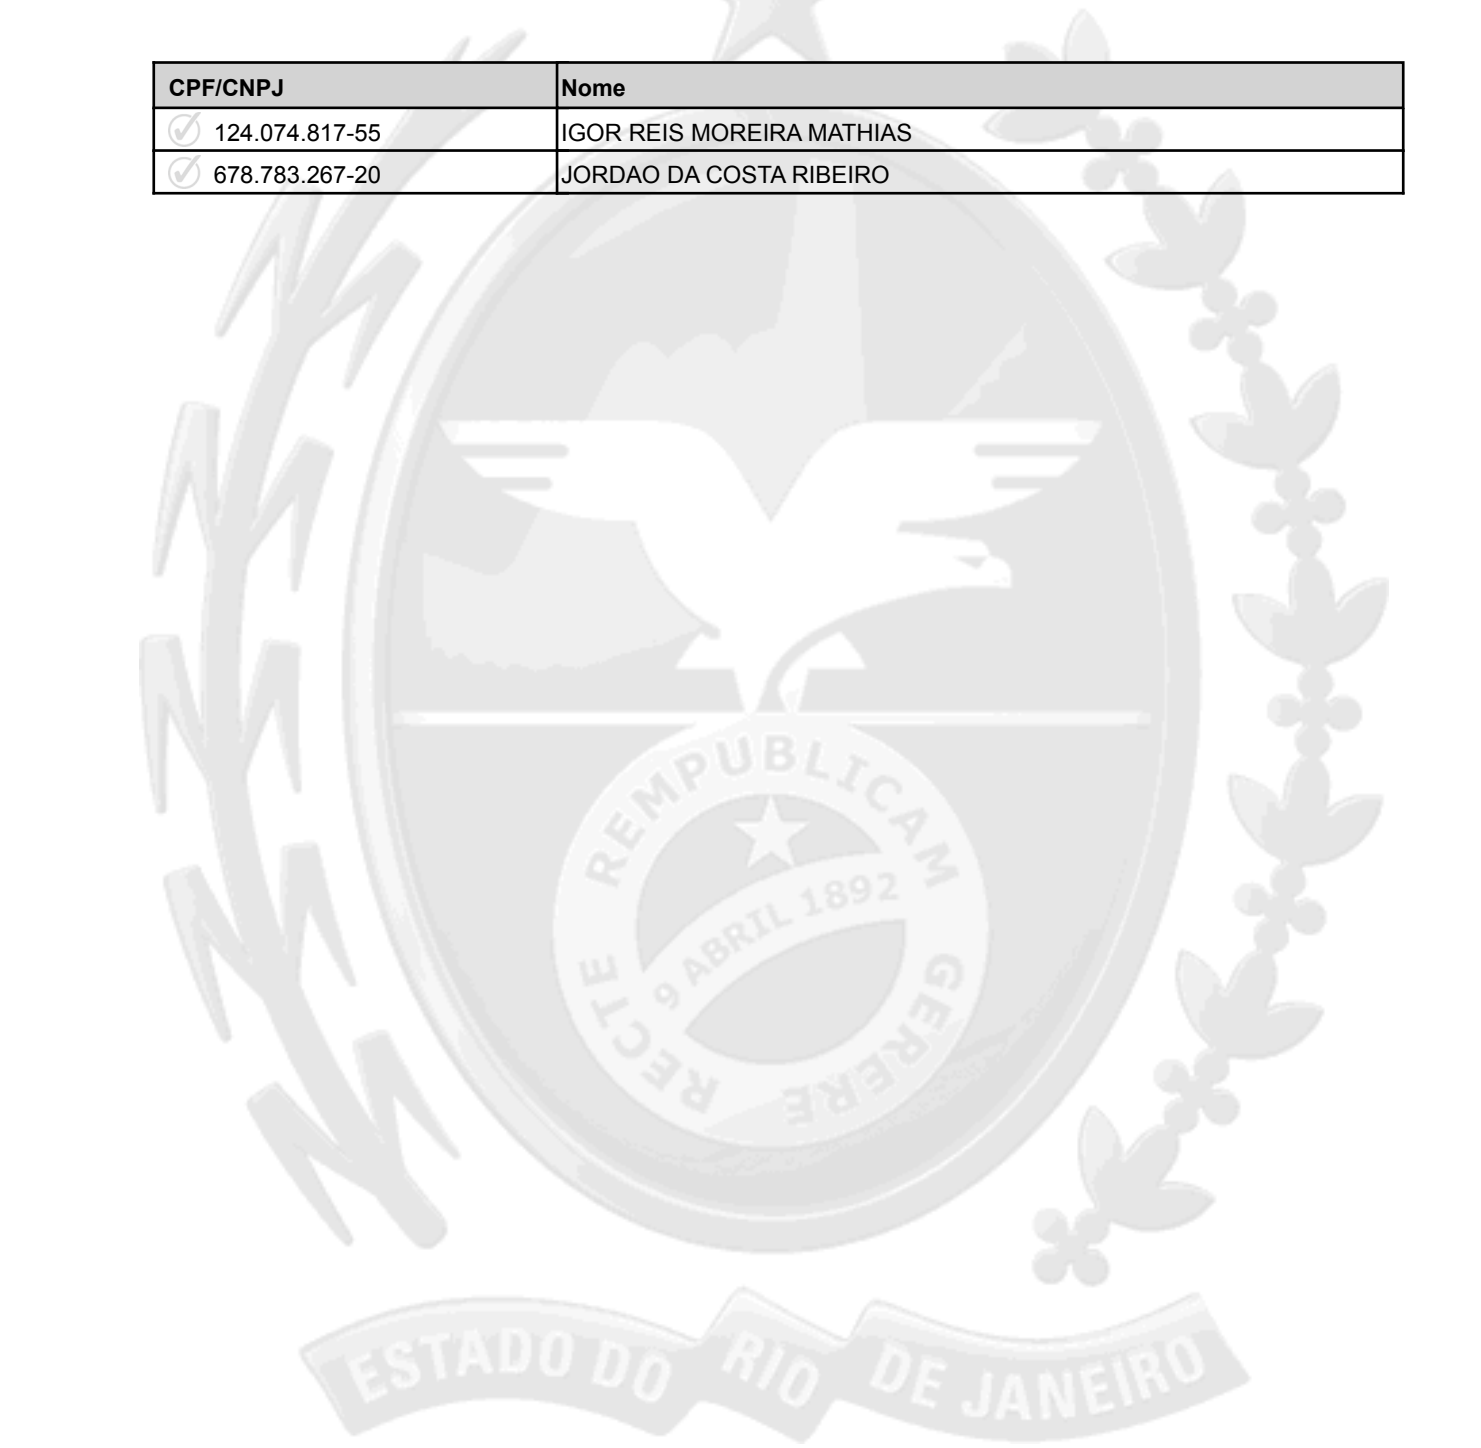 CPF/CNPJ Nome
124.074.817-55 IGOR REIS MOREIRA MATHIAS
678.783.267-20 JORDAO DA COSTA RIBEIRO
REMPUBLICAM
9 ABRIL 1892
RECTE GERERE
ESTADO DO RIO DE JANEIRO